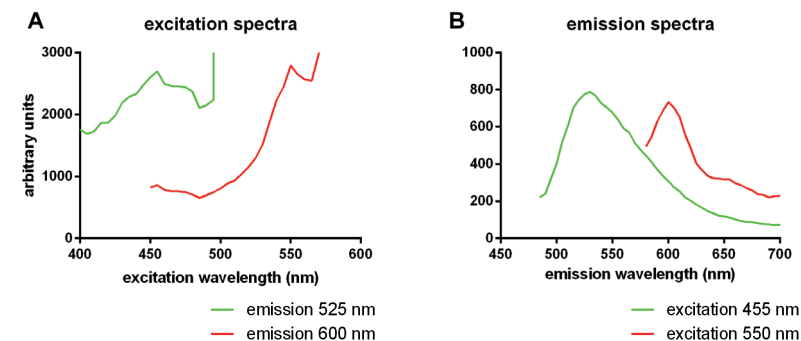 A
excitation spectra
3000
2000
1000
0
arbitrary units
400 450 500 550 600
excitation wavelength (nm)
emission 525 nm
emission 600 nm
B
emission spectra
1000
800
600
400
200
0
450 500 550 600 650 700
emission wavelength (nm)
excitation 455 nm
excitation 550 nm